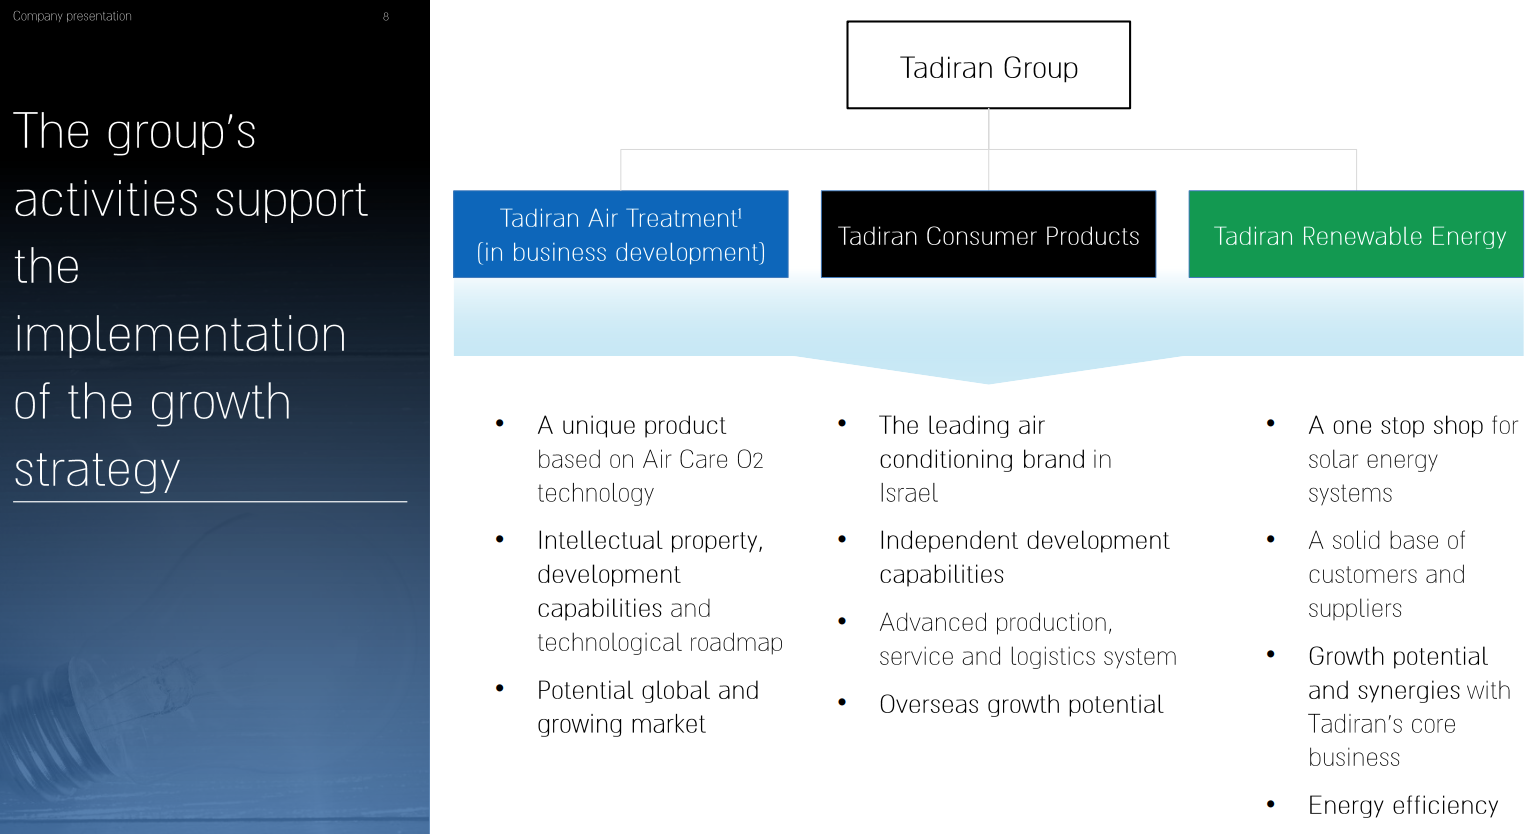 Company presentation
8
The group's
activities support
the
implementation
of the growth
strategy
Tadiran Group
Tadiran Air Treatment¹
(in business development)
Tadiran Consumer Products
Tadiran Renewable Energy
• A unique product
based on Air Care O2
technology
• Intellectual property,
development
capabilities and
technological roadmap
• Potential global and
growing market
• The leading air
conditioning brand in
Israel
• Independent development
capabilities
• Advanced production,
service and logistics system
• Overseas growth potential
• A one stop shop for
solar energy
systems
• A solid base of
customers and
suppliers
• Growth potential
and synergies with
Tadiran's core
business
• Energy efficiency